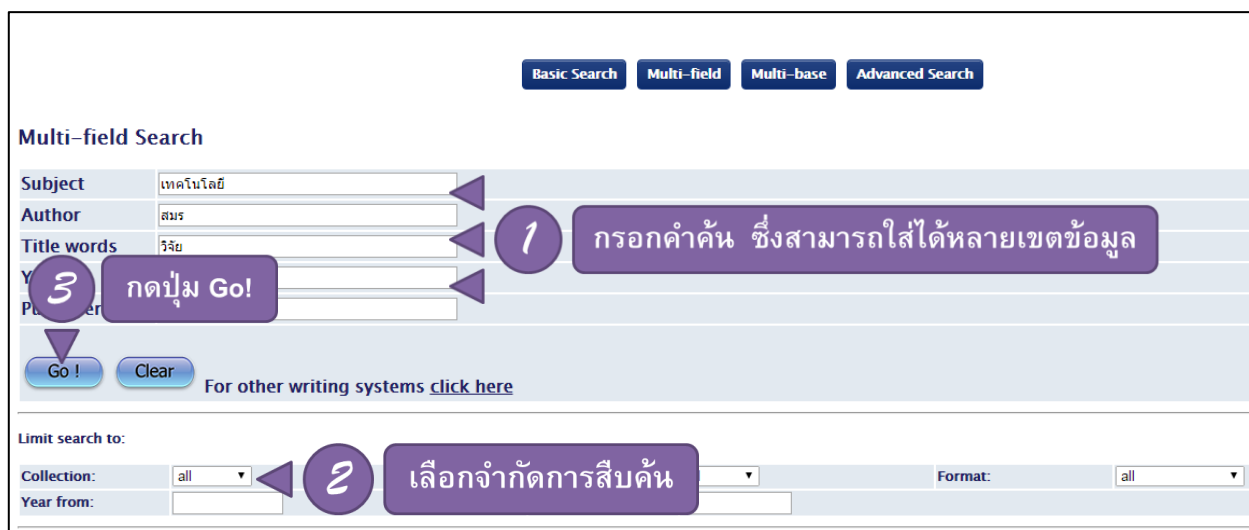 Basic Search Multi-field Multi-base Advanced Search
Multi-field Search
Subject เทคโนโลยี
Author สมร
Title words วิจัย
1 กรอกคำค้น ซึ่งสามารถใส่ได้หลายเขตข้อมูล
3 กดปุ่ม Go!
Go ! Clear For other writing systems click here
Limit search to:
Collection: all Format: all
2 เลือกจำกัดการสืบค้น
Year from: